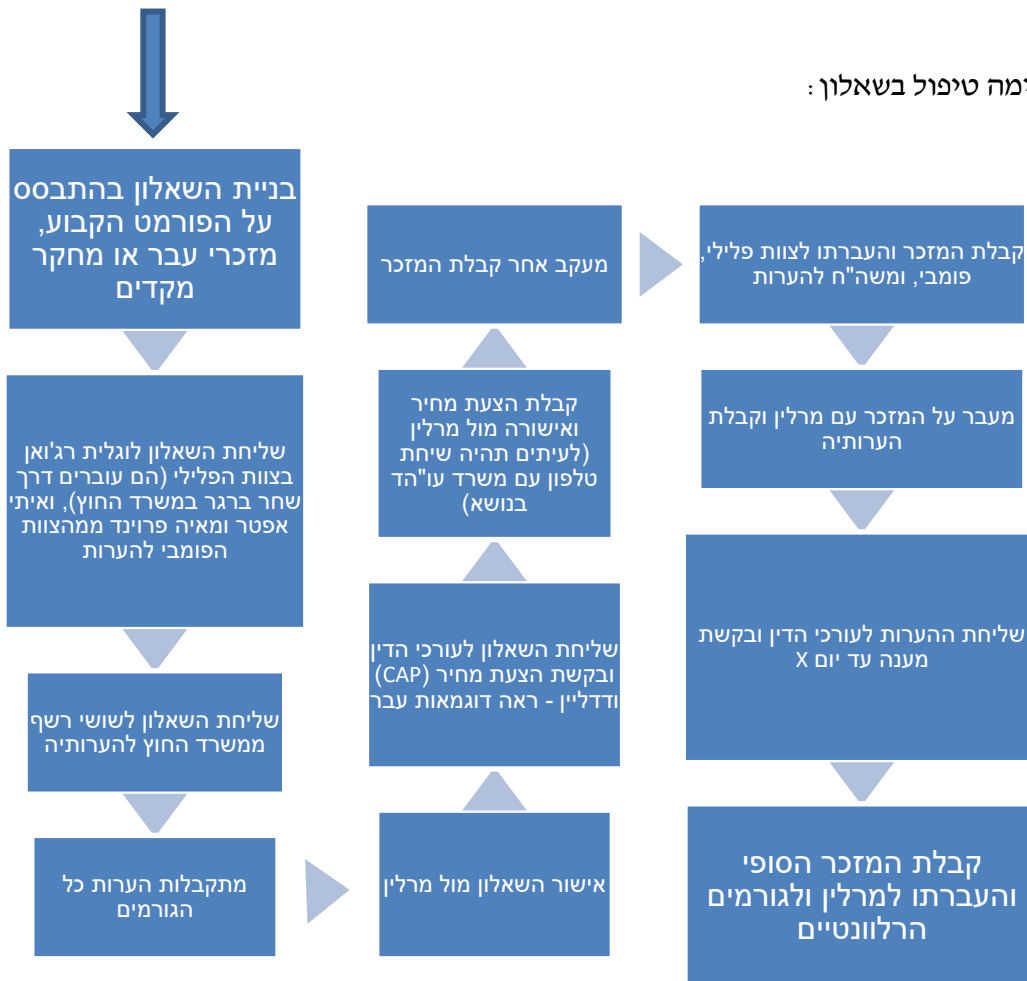 טיפול בשאלון :
בניית השאלון בהתבסס
על הפורמט הקבוע,
מזכרי עבר או מחקר
מקדים
שליחת השאלון לוגלית רג'ואן
בצוות הפלילי (הם עוברים דרך
שחר ברגר במשרד החוץ), ואיתי
אפטר ומאיה פרוינד ממהצוות
הפומבי להערות
שליחת השאלון לשושי רשף
ממשרד החוץ להערותיה
מתקבלות הערות כל
הגורמים
אישור השאלון מול מרלין
שליחת השאלון לעורכי הדין
ובקשת הצעת מחיר (CAP)
ודדליין - ראה דוגמאות עבר
קבלת הצעת מחיר
ואישורה מול מרלין
(לעיתים תהיה שיחת
טלפון עם משרד עו"הד
בנושא)
מעקב אחר קבלת המזכר
קבלת המזכר והעברתו לצוות פלילי,
פומבי, ומשה"ח להערות
מעבר על המזכר עם מרלין וקבלת
הערותיה
שליחת ההערות לעורכי הדין ובקשת
מענה עד יום X
קבלת המזכר הסופי
והעברתו למרלין ולגורמים
הרלוונטיים